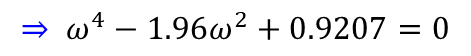 ⇒ ω⁴ − 1.96ω² + 0.9207 = 0